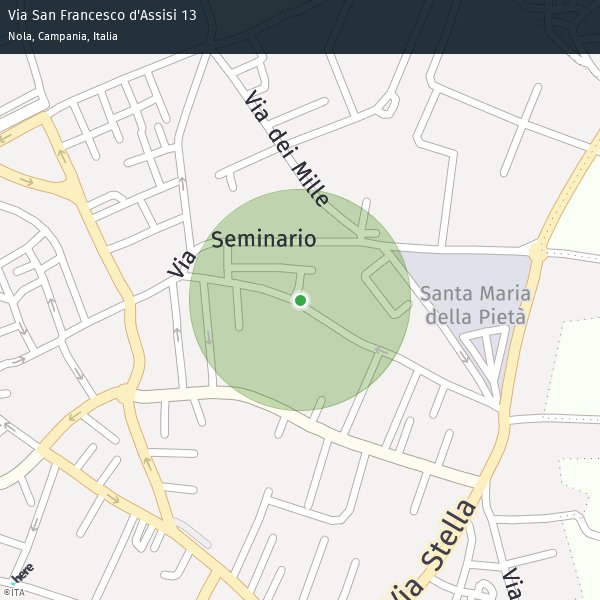 Via San Francesco d'Assisi 13
Nola, Campania, Italia
Via dei Mille
Via Seminario
Santa Maria
della Pietà
Via Stella
Via
here
©ITA